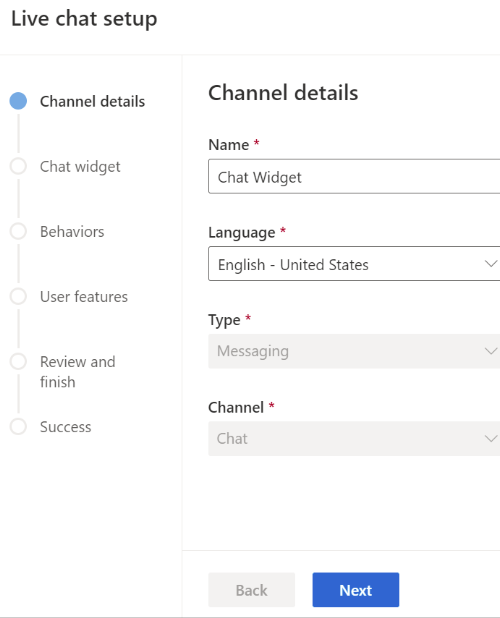 Live chat setup
Channel details
Chat widget
Behaviors
User features
Review and
finish
Success
Channel details
Name *
Chat Widget
Language *
English - United States
Type *
Messaging
Channel *
Chat
Back
Next